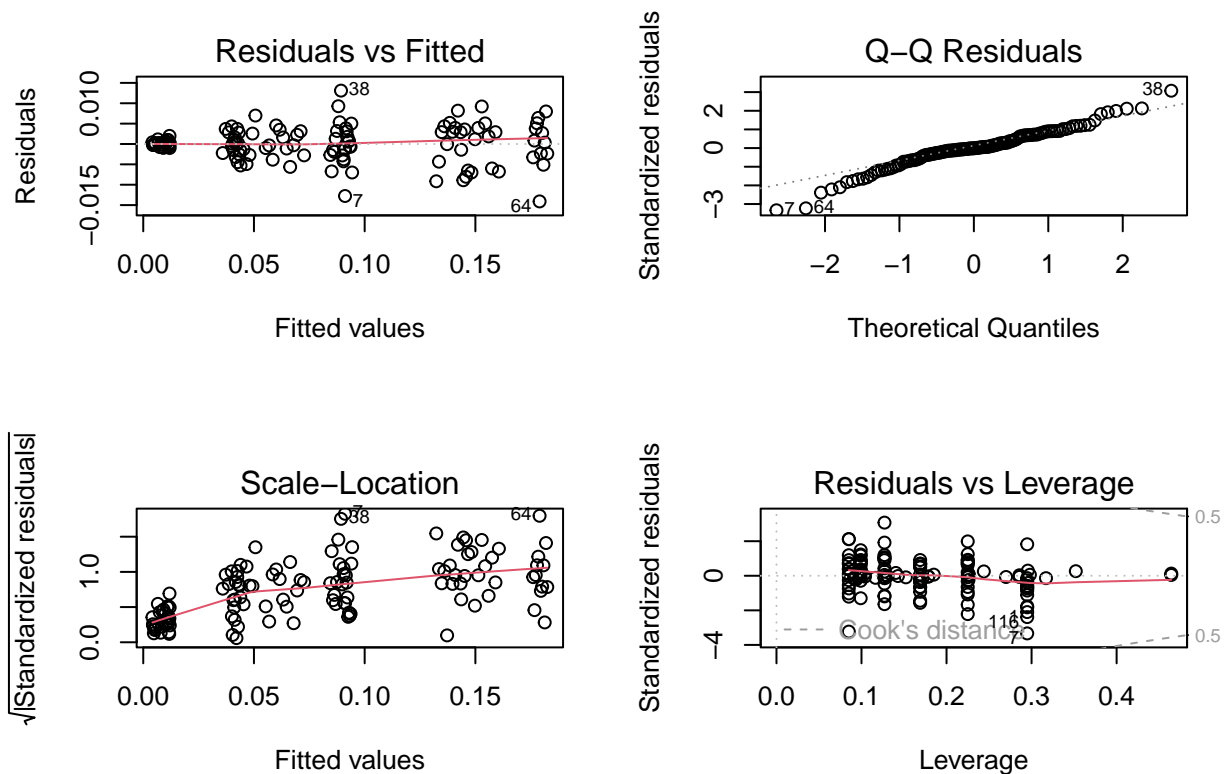 Residuals vs Fitted
Residuals
0.010
−0.015
38
7
64
0.00 0.05 0.10 0.15
Fitted values
Q−Q Residuals
Standardized residuals
2
0
−3
38
7
64
−2 −1 0 1 2
Theoretical Quantiles
Scale−Location
√|Standardized residuals|
1.0
0.0
7
38
64
0.00 0.05 0.10 0.15
Fitted values
Residuals vs Leverage
Standardized residuals
0
−4
0.5
0.5
Cook's distance
1
116
7
0.0 0.1 0.2 0.3 0.4
Leverage